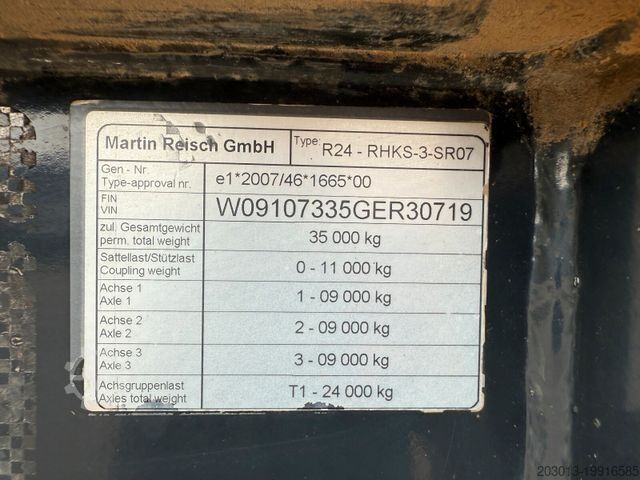 Martin Reisch GmbH Type: R24 - RHKS-3-SR07
Gen - Nr.
Type-approval nr. e1*2007/46*1665*00
FIN
VIN W09107335GER30719
zul. Gesamtgewicht
perm. total weight 35 000 kg
Sattellast/Stützlast
Coupling weight 0 - 11 000 kg
Achse 1
Axle 1 1 - 09 000 kg
Achse 2
Axle 2 2 - 09 000 kg
Achse 3
Axle 3 3 - 09 000 kg
Achsgruppenlast
Axles total weight T1 - 24 000 kg
203013-19916585